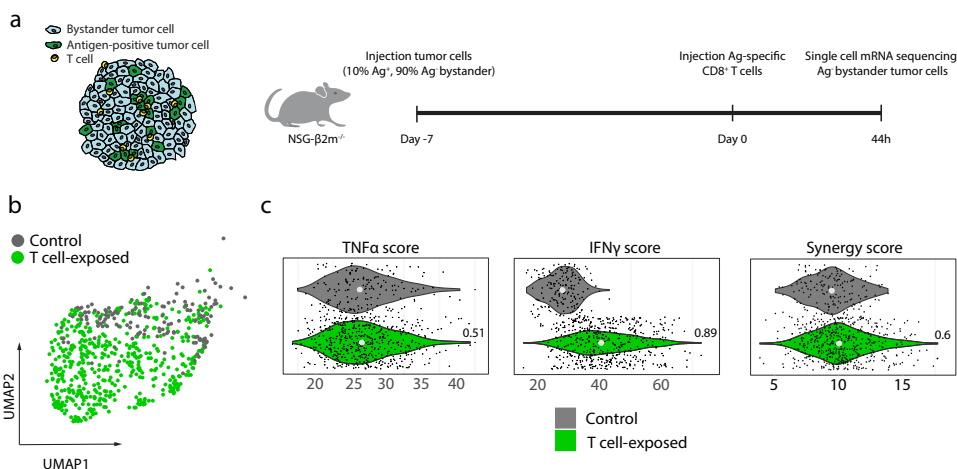 a
Bystander tumor cell
Antigen-positive tumor cell
T cell
Injection tumor cells
(10% Ag⁺, 90% Ag⁻bystander)
Injection Ag-specific
CD8⁺ T cells
Single cell mRNA sequencing
Ag⁻bystander tumor cells
NSG-β2m⁻/⁻
Day -7
Day 0
44h
b
Control
T cell-exposed
UMAP2
UMAP1
c
TNFα score
0.51
20 25 30 35 40
IFNγ score
0.89
20 40 60
Synergy score
0.6
5 10 15
Control
T cell-exposed